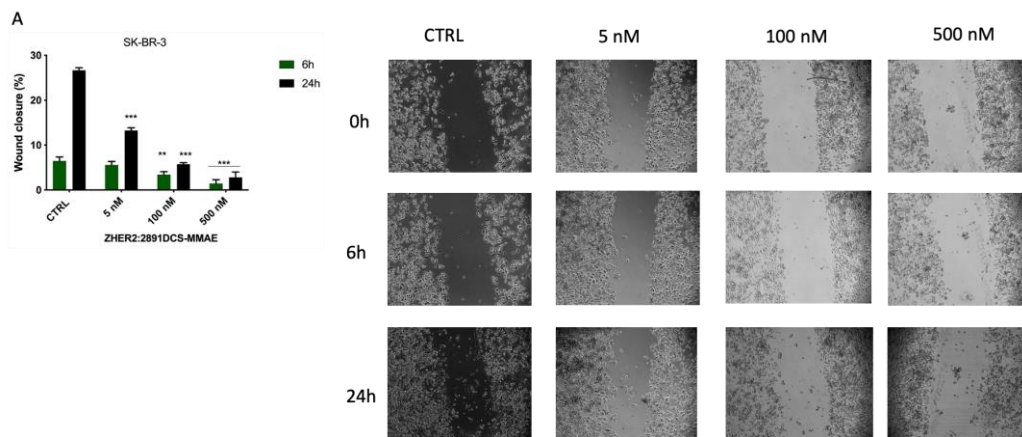 A
SK-BR-3
30
20
10
0
Wound closure (%)
6h
24h
***
** ***
***
CTRL
5 nM
100 nM
500 nM
ZHER2:2891DCS-MMAE
CTRL 5 nM 100 nM 500 nM
0h
6h
24h